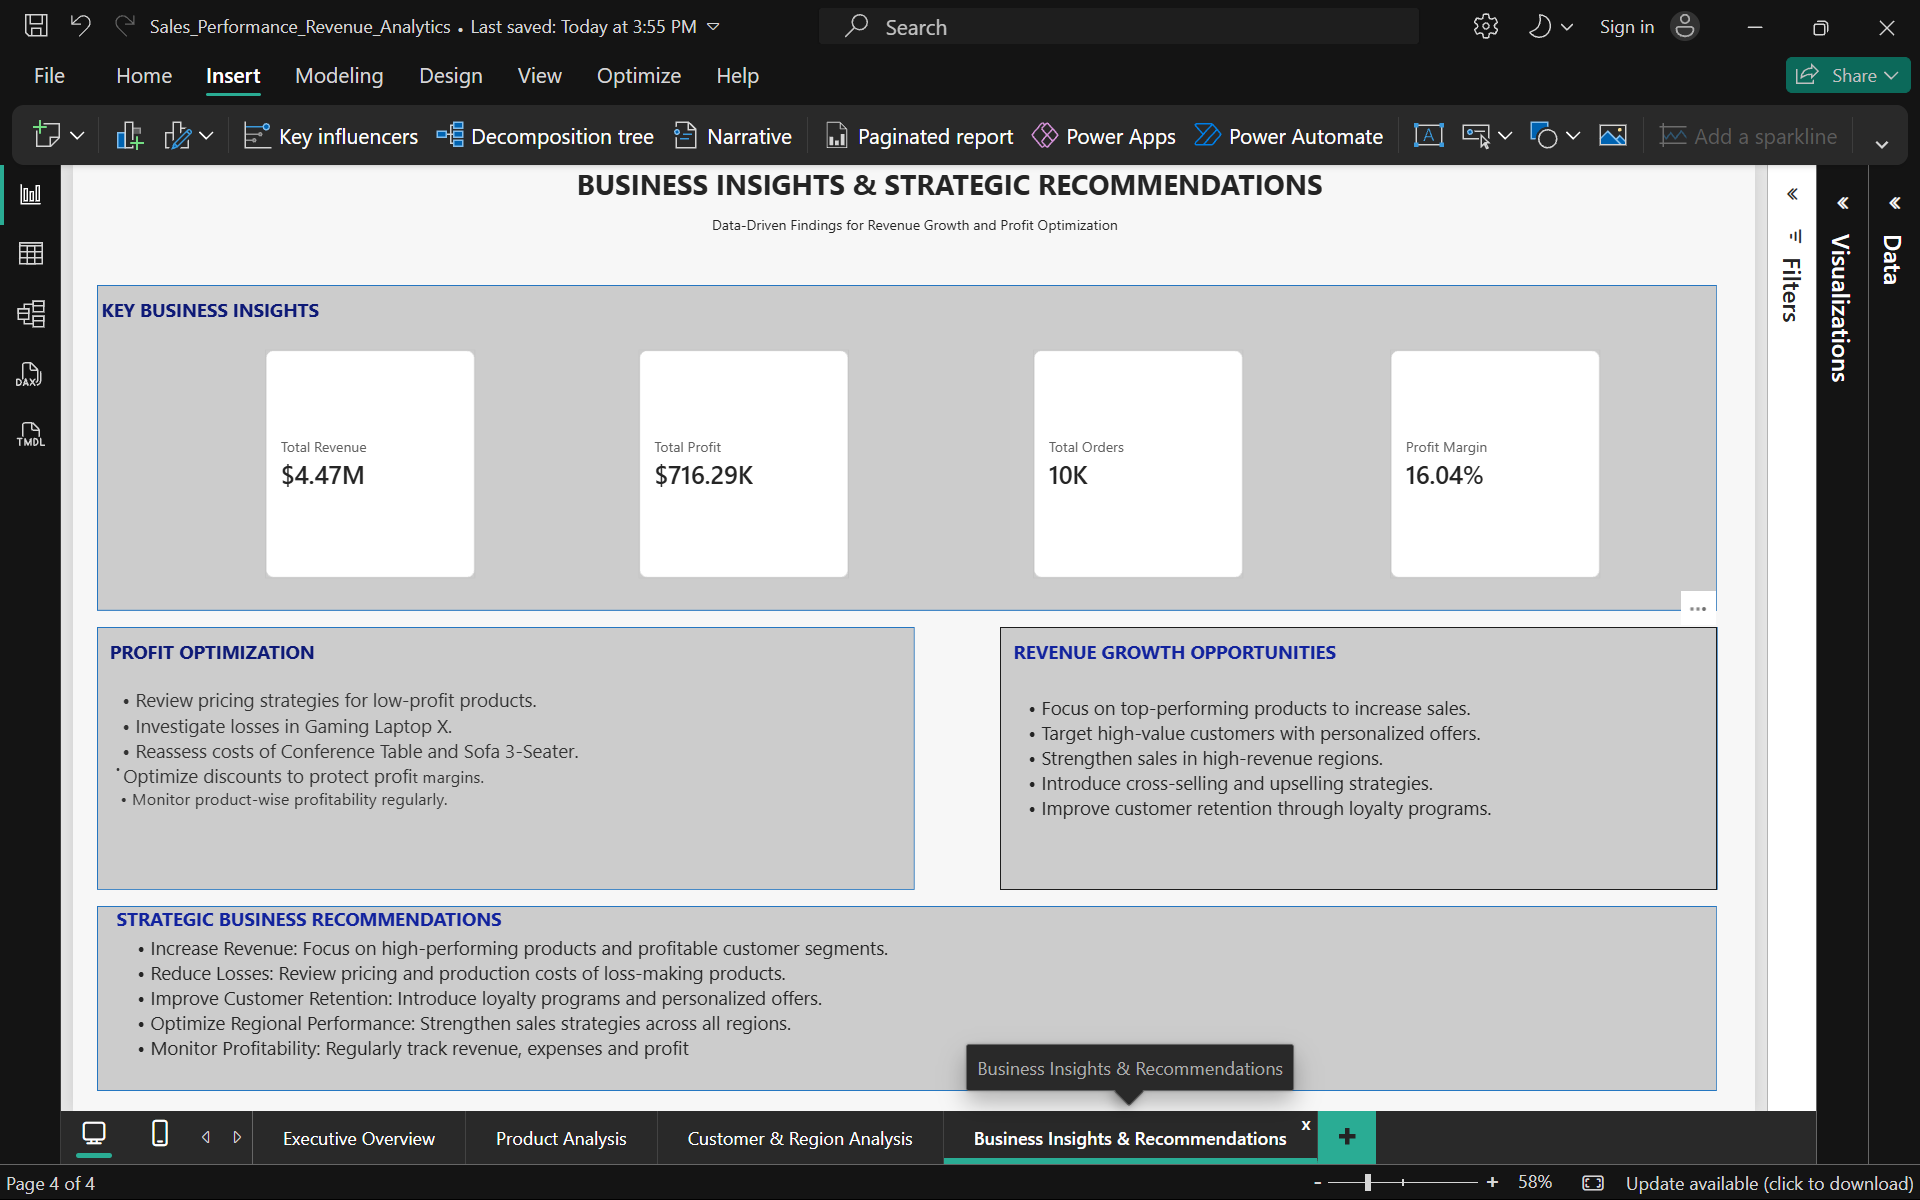 Sales_Performance_Revenue_Analytics • Last saved: Today at 3:55 PM
Search
Sign in
File Home Insert Modeling Design View Optimize Help
Share
Key influencers Decomposition tree Narrative Paginated report Power Apps Power Automate Add a sparkline
BUSINESS INSIGHTS & STRATEGIC RECOMMENDATIONS
Data-Driven Findings for Revenue Growth and Profit Optimization
KEY BUSINESS INSIGHTS
Total Revenue
$4.47M
Total Profit
$716.29K
Total Orders
10K
Profit Margin
16.04%
PROFIT OPTIMIZATION
• Review pricing strategies for low-profit products.
• Investigate losses in Gaming Laptop X.
• Reassess costs of Conference Table and Sofa 3-Seater.
• Optimize discounts to protect profit margins.
• Monitor product-wise profitability regularly.
REVENUE GROWTH OPPORTUNITIES
• Focus on top-performing products to increase sales.
• Target high-value customers with personalized offers.
• Strengthen sales in high-revenue regions.
• Introduce cross-selling and upselling strategies.
• Improve customer retention through loyalty programs.
STRATEGIC BUSINESS RECOMMENDATIONS
• Increase Revenue: Focus on high-performing products and profitable customer segments.
• Reduce Losses: Review pricing and production costs of loss-making products.
• Improve Customer Retention: Introduce loyalty programs and personalized offers.
• Optimize Regional Performance: Strengthen sales strategies across all regions.
• Monitor Profitability: Regularly track revenue, expenses and profit
Business Insights & Recommendations
Filters
Visualizations
Data
DAX
TMDL
Executive Overview Product Analysis Customer & Region Analysis Business Insights & Recommendations x +
Page 4 of 4
- + 58%
Update available (click to download)